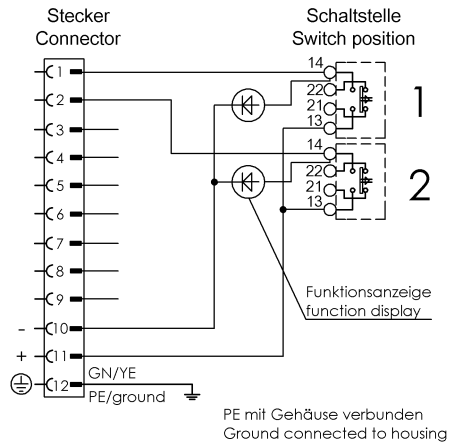 Stecker
Connector
Schaltstelle
Switch position
1
2
3
4
5
6
7
8
9
- 10
+ 11
12
GN/YE
PE/ground
14
22
21
13
1
14
22
21
13
2
Funktionsanzeige
function display
PE mit Gehäuse verbunden
Ground connected to housing